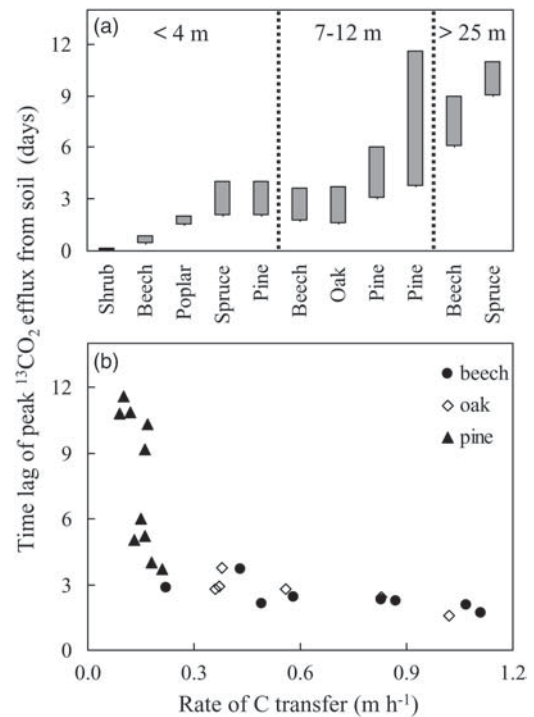 Time lag of peak ¹³CO₂ efflux from soil (days)
(a)
< 4 m
7-12 m
> 25 m
12
9
6
3
0
Shrub
Beech
Poplar
Spruce
Pine
Beech
Oak
Pine
Pine
Beech
Spruce
(b)
beech
oak
pine
12
9
6
3
0
0.0 0.3 0.6 0.9 1.2
Rate of C transfer (m h⁻¹)